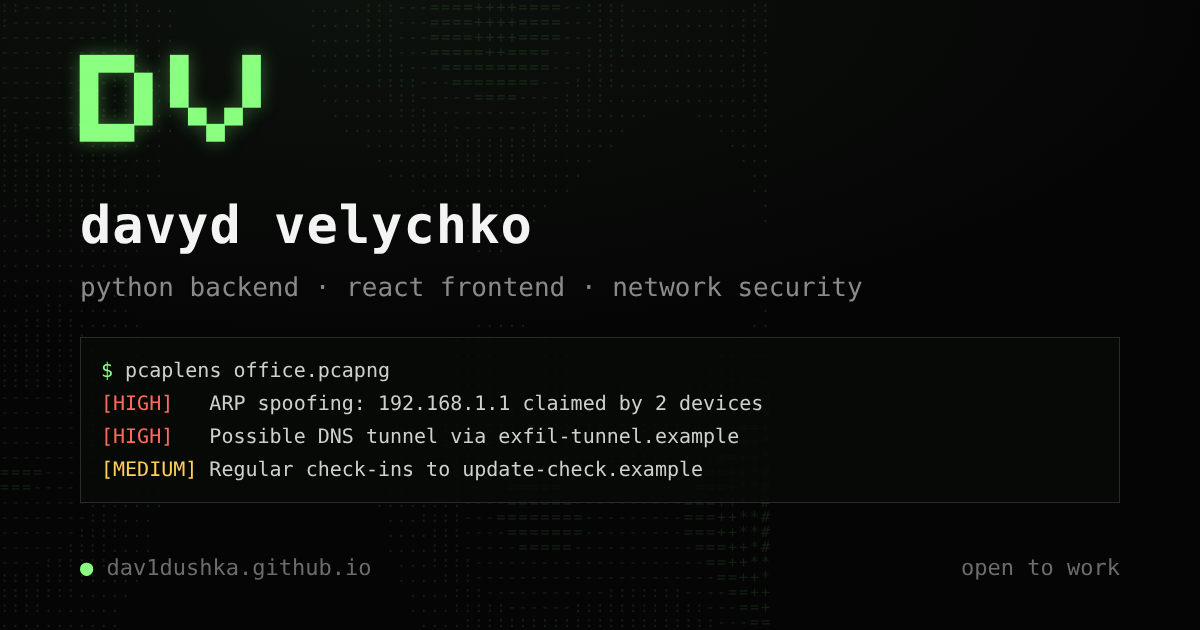 DV
davyd velychko
python backend · react frontend · network security
$ pcaplens office.pcapng
[HIGH] ARP spoofing: 192.168.1.1 claimed by 2 devices
[HIGH] Possible DNS tunnel via exfil-tunnel.example
[MEDIUM] Regular check-ins to update-check.example
dav1dushka.github.io
open to work